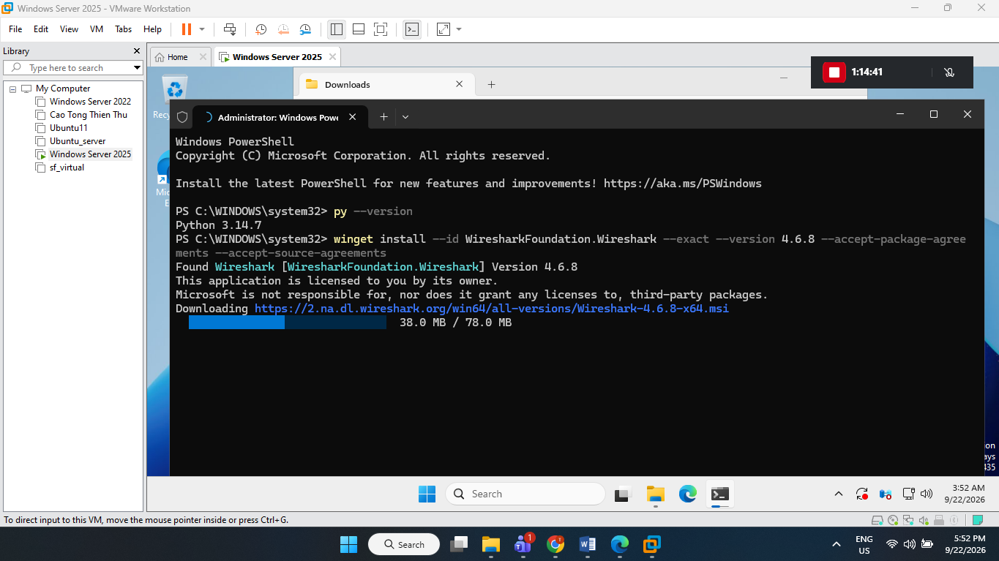 Windows Server 2025 - VMware Workstation
File Edit View VM Tabs Help
Library
Type here to search
My Computer
Windows Server 2022
Cao Tong Thien Thu
Ubuntu11
Ubuntu_server
Windows Server 2025
sf_virtual
Home
Windows Server 2025
1:14:41
Downloads
Administrator: Windows Powe
Windows PowerShell
Copyright (C) Microsoft Corporation. All rights reserved.
Install the latest PowerShell for new features and improvements! https://aka.ms/PSWindows
PS C:\WINDOWS\system32> py --version
Python 3.14.7
PS C:\WINDOWS\system32> winget install --id WiresharkFoundation.Wireshark --exact --version 4.6.8 --accept-package-agree
ments --accept-source-agreements
Found Wireshark [WiresharkFoundation.Wireshark] Version 4.6.8
This application is licensed to you by its owner.
Microsoft is not responsible for, nor does it grant any licenses to, third-party packages.
Downloading https://2.na.dl.wireshark.org/win64/all-versions/Wireshark-4.6.8-x64.msi
38.0 MB / 78.0 MB
Recy
Mic
E
ion
ays
435
Search
3:52 AM
9/22/2026
To direct input to this VM, move the mouse pointer inside or press Ctrl+G.
Search
1
ENG
US
5:52 PM
9/22/2026